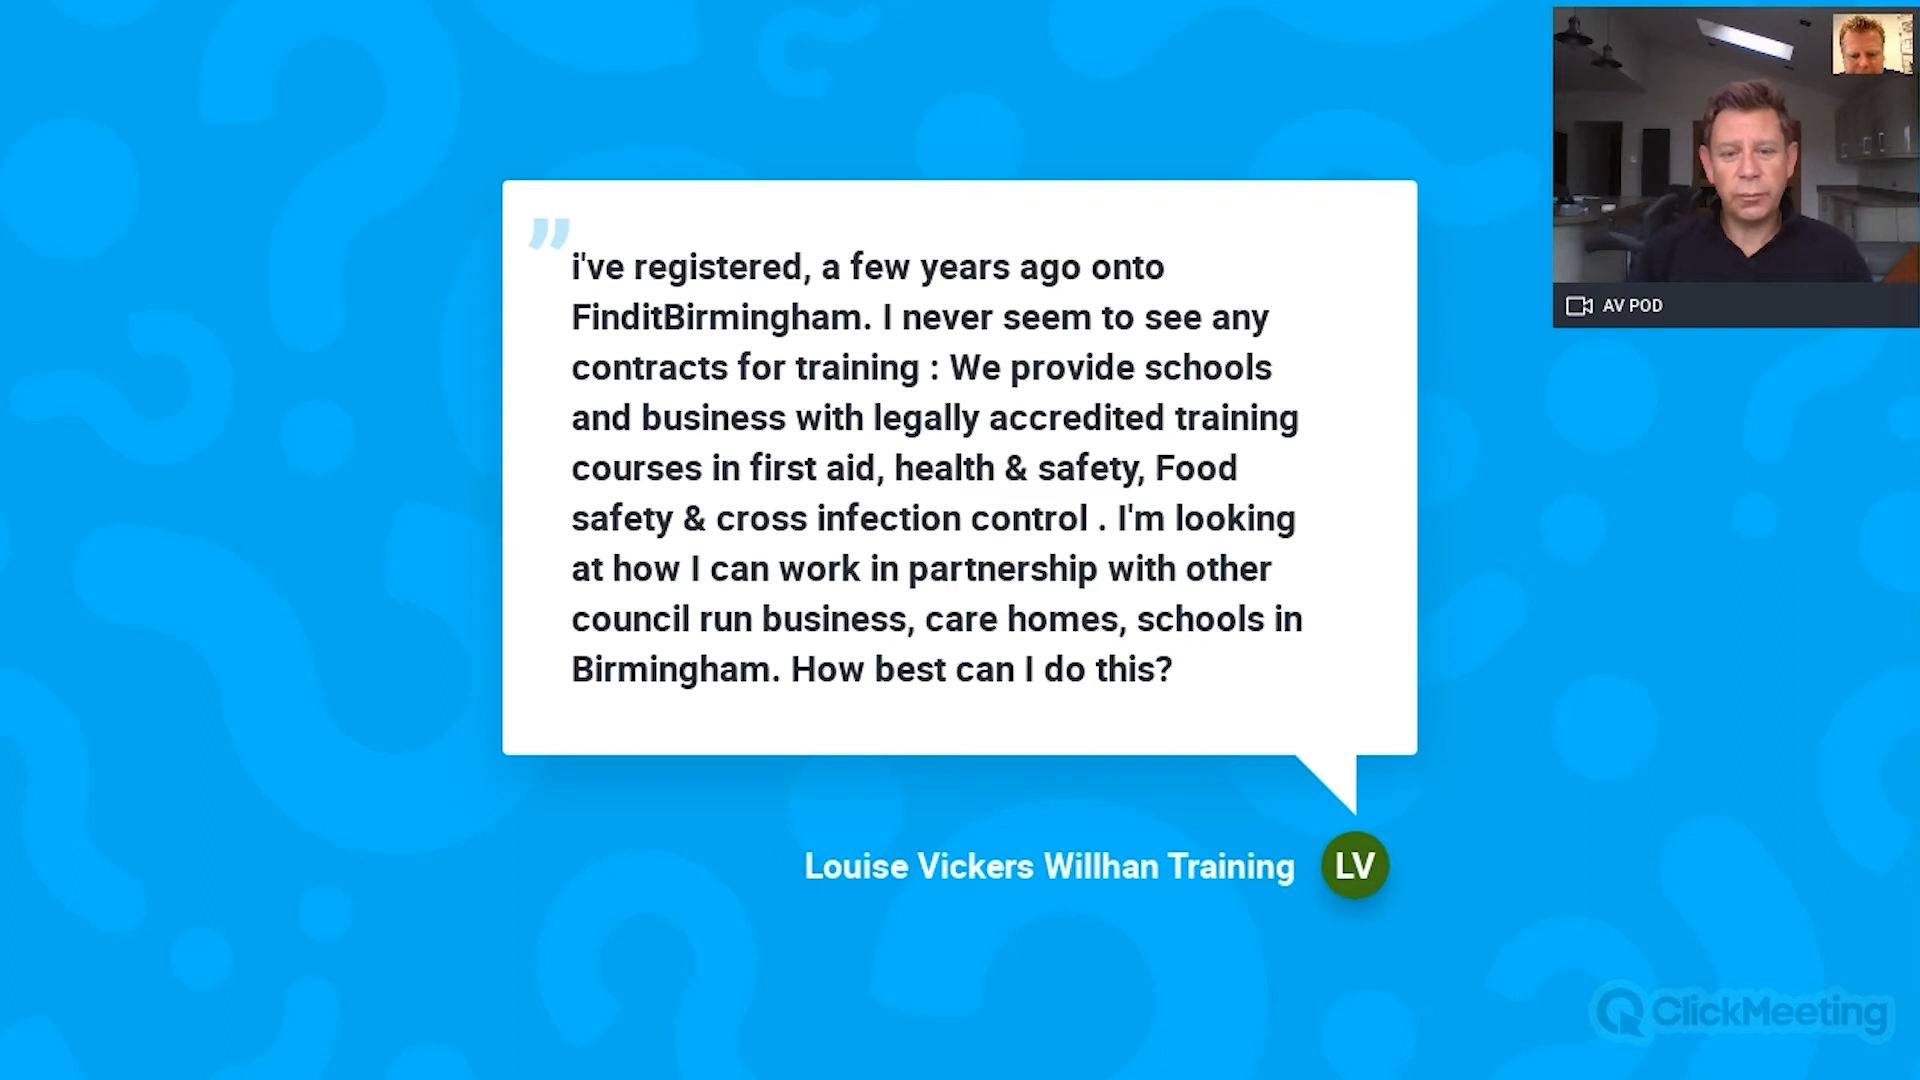 i've registered, a few years ago onto
FinditBirmingham. I never seem to see any
contracts for training : We provide schools
and business with legally accredited training
courses in first aid, health & safety, Food
safety & cross infection control . I'm looking
at how I can work in partnership with other
council run business, care homes, schools in
Birmingham. How best can I do this?
Louise Vickers Willhan Training
LV
AV POD
ClickMeeting